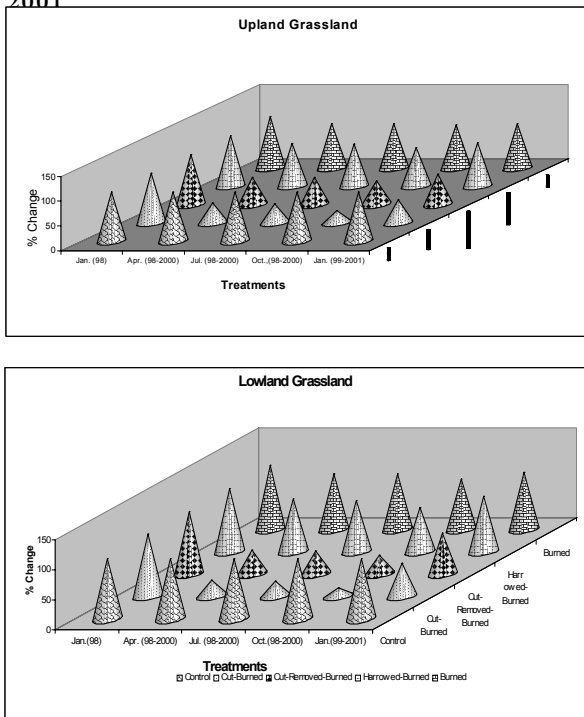 2001
Upland Grassland
150
100
50
0
% Change
Jan. (98) Apr. (98-2000) Jul. (98-2000) Oct.,(98-2000) Jan. (99-2001)
Treatments
Lowland Grassland
150
100
50
0
% Change
Jan.(98) Apr. (98-2000) Jul. (98-2000) Oct.(98-2000) Jan.(99-2001)
Control
Cut-
Burned
Cut-
Removed-
Burned
Harr
owed-
Burned
Burned
Treatments
Control Cut-Burned Cut-Removed-Burned Harrowed-Burned Burned